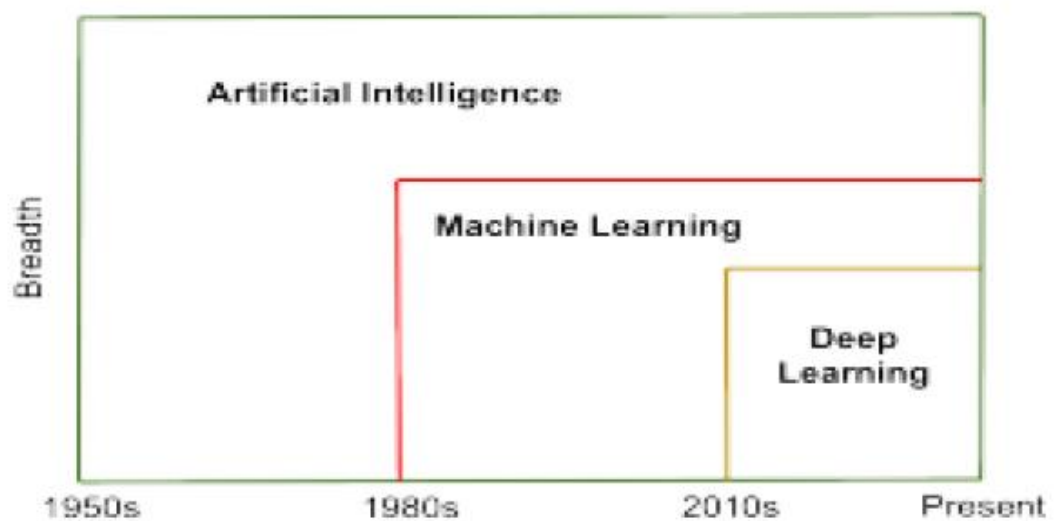 Artificial Intelligence
Machine Learning
Breadth
Deep
Learning
1950s 1980s 2010s Present